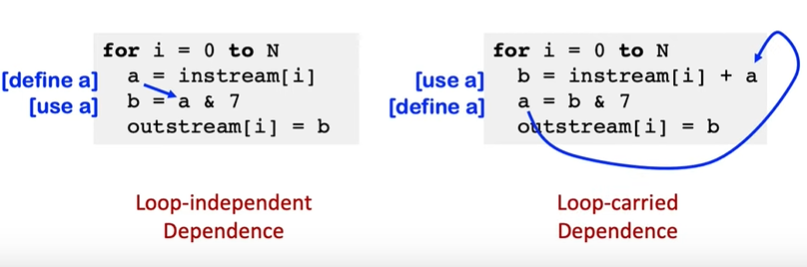 for i = 0 to N
[define a] a = instream[i]
[use a] b = a & 7
outstream[i] = b
Loop-independent
Dependence
for i = 0 to N
[use a] b = instream[i] + a
[define a] a = b & 7
outstream[i] = b
Loop-carried
Dependence